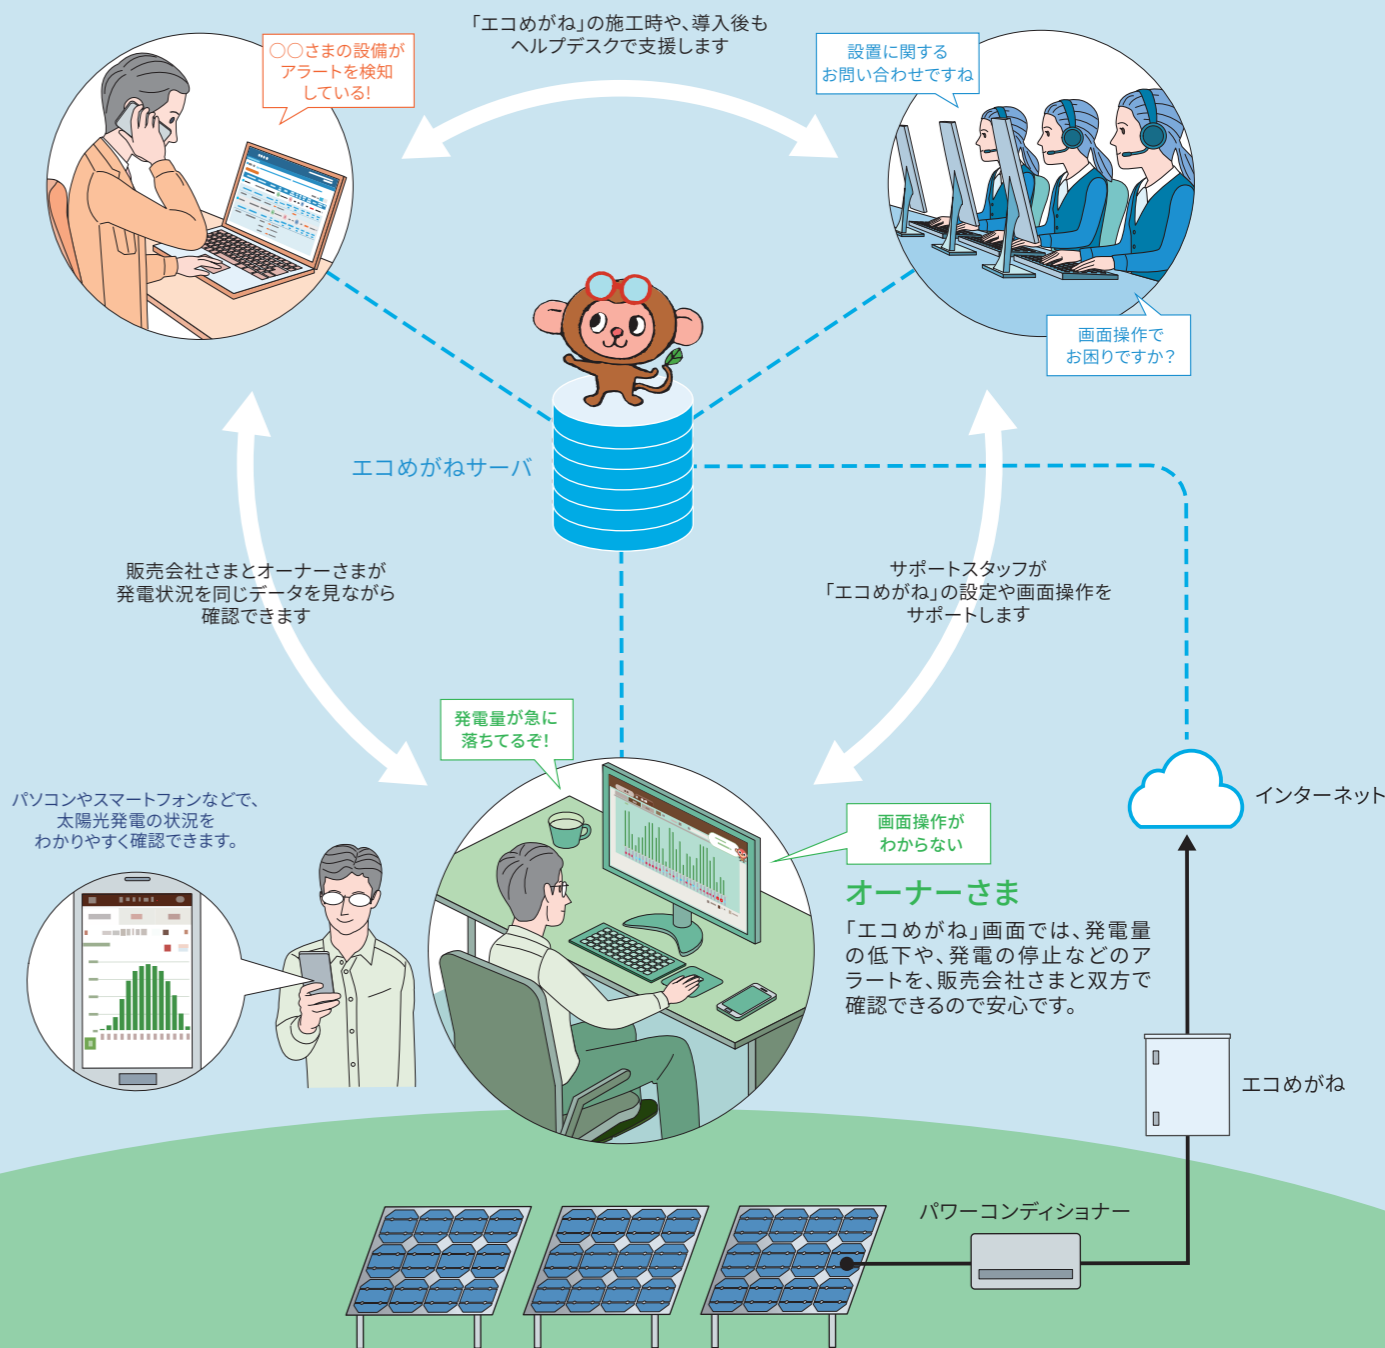 「エコめがね」の施工時や、導入後も
ヘルプデスクで支援します
○○さまの設備が
アラートを検知
している!
設置に関する
お問い合わせですね
画面操作で
お困りですか？
エコめがねサーバ
販売会社さまとオーナーさまが
発電状況を同じデータを見ながら
確認できます
サポートスタッフが
「エコめがね」の設定や画面操作を
サポートします
発電量が急に
落ちてるぞ!
パソコンやスマートフォンなどで、
太陽光発電の状況を
わかりやすく確認できます。
画面操作が
わからない
オーナーさま
「エコめがね」画面では、発電量
の低下や、発電の停止などのア
ラートを、販売会社さまと双方で
確認できるので安心です。
インターネット
エコめがね
パワーコンディショナー